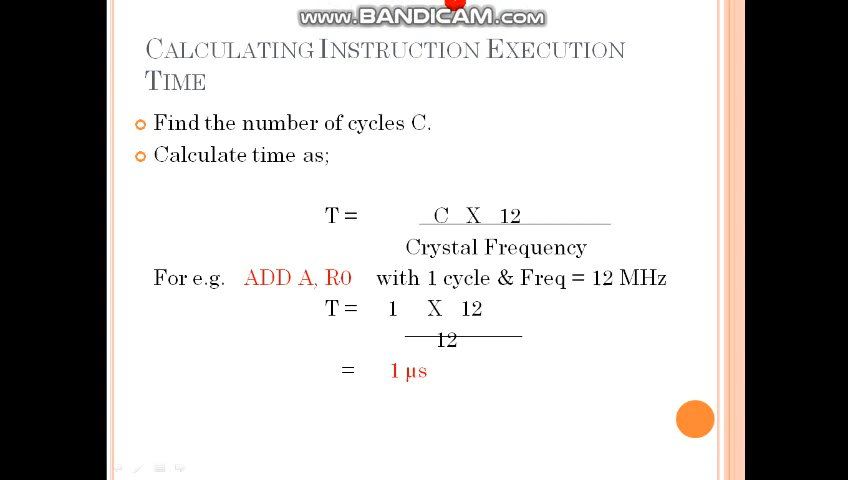 www.BANDICAM.com
CALCULATING INSTRUCTION EXECUTION
TIME
Find the number of cycles C.
Calculate time as;
T = C X 12
Crystal Frequency
For e.g. ADD A, R0 with 1 cycle & Freq = 12 MHz
T = 1 X 12
12
= 1 μs